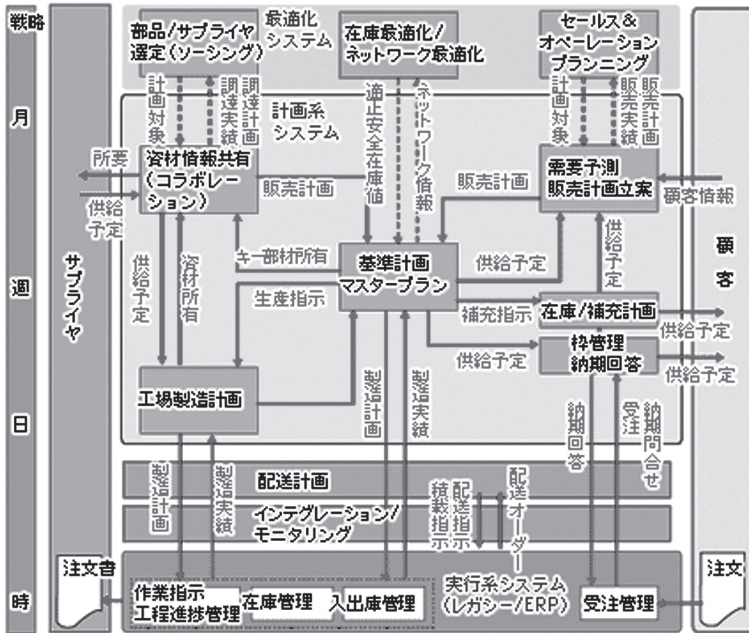 戦略
月
週
日
時
部品/サプライヤ
選定(ソーシング)
最適化
システム
在庫最適化/
ネットワーク最適化
セールス&
オペレーション
プランニング
計画対象
調達実績
調達計画
計画系
システム
適正安全在庫値
ネットワーク情報
計画対象
販売実績
販売計画
所要
供給
予定
資材情報共有
(コラボレー
ション)
販売計画
販売計画
需要予測
販売計画立案
顧客情報
サプライヤ
顧客
供給予定
資材所有
キー部材所有
生産指示
基準計画
マスタープラン
供給予定
供給予定
補充指示
在庫/補充計画
供給予定
供給予定
枠管理
納期回答
供給予定
工場製造計画
製造計画
製造実績
納期回答
受注
納期問合せ
製造計画
製造実績
配送計画
インテグレーション/
モニタリング
積載指示
配送指示
配送オーダー
注文書
作業指示
工程進捗管理
在庫管理
入出庫管理
実行系システム
(レガシー/ERP)
受注管理
注文